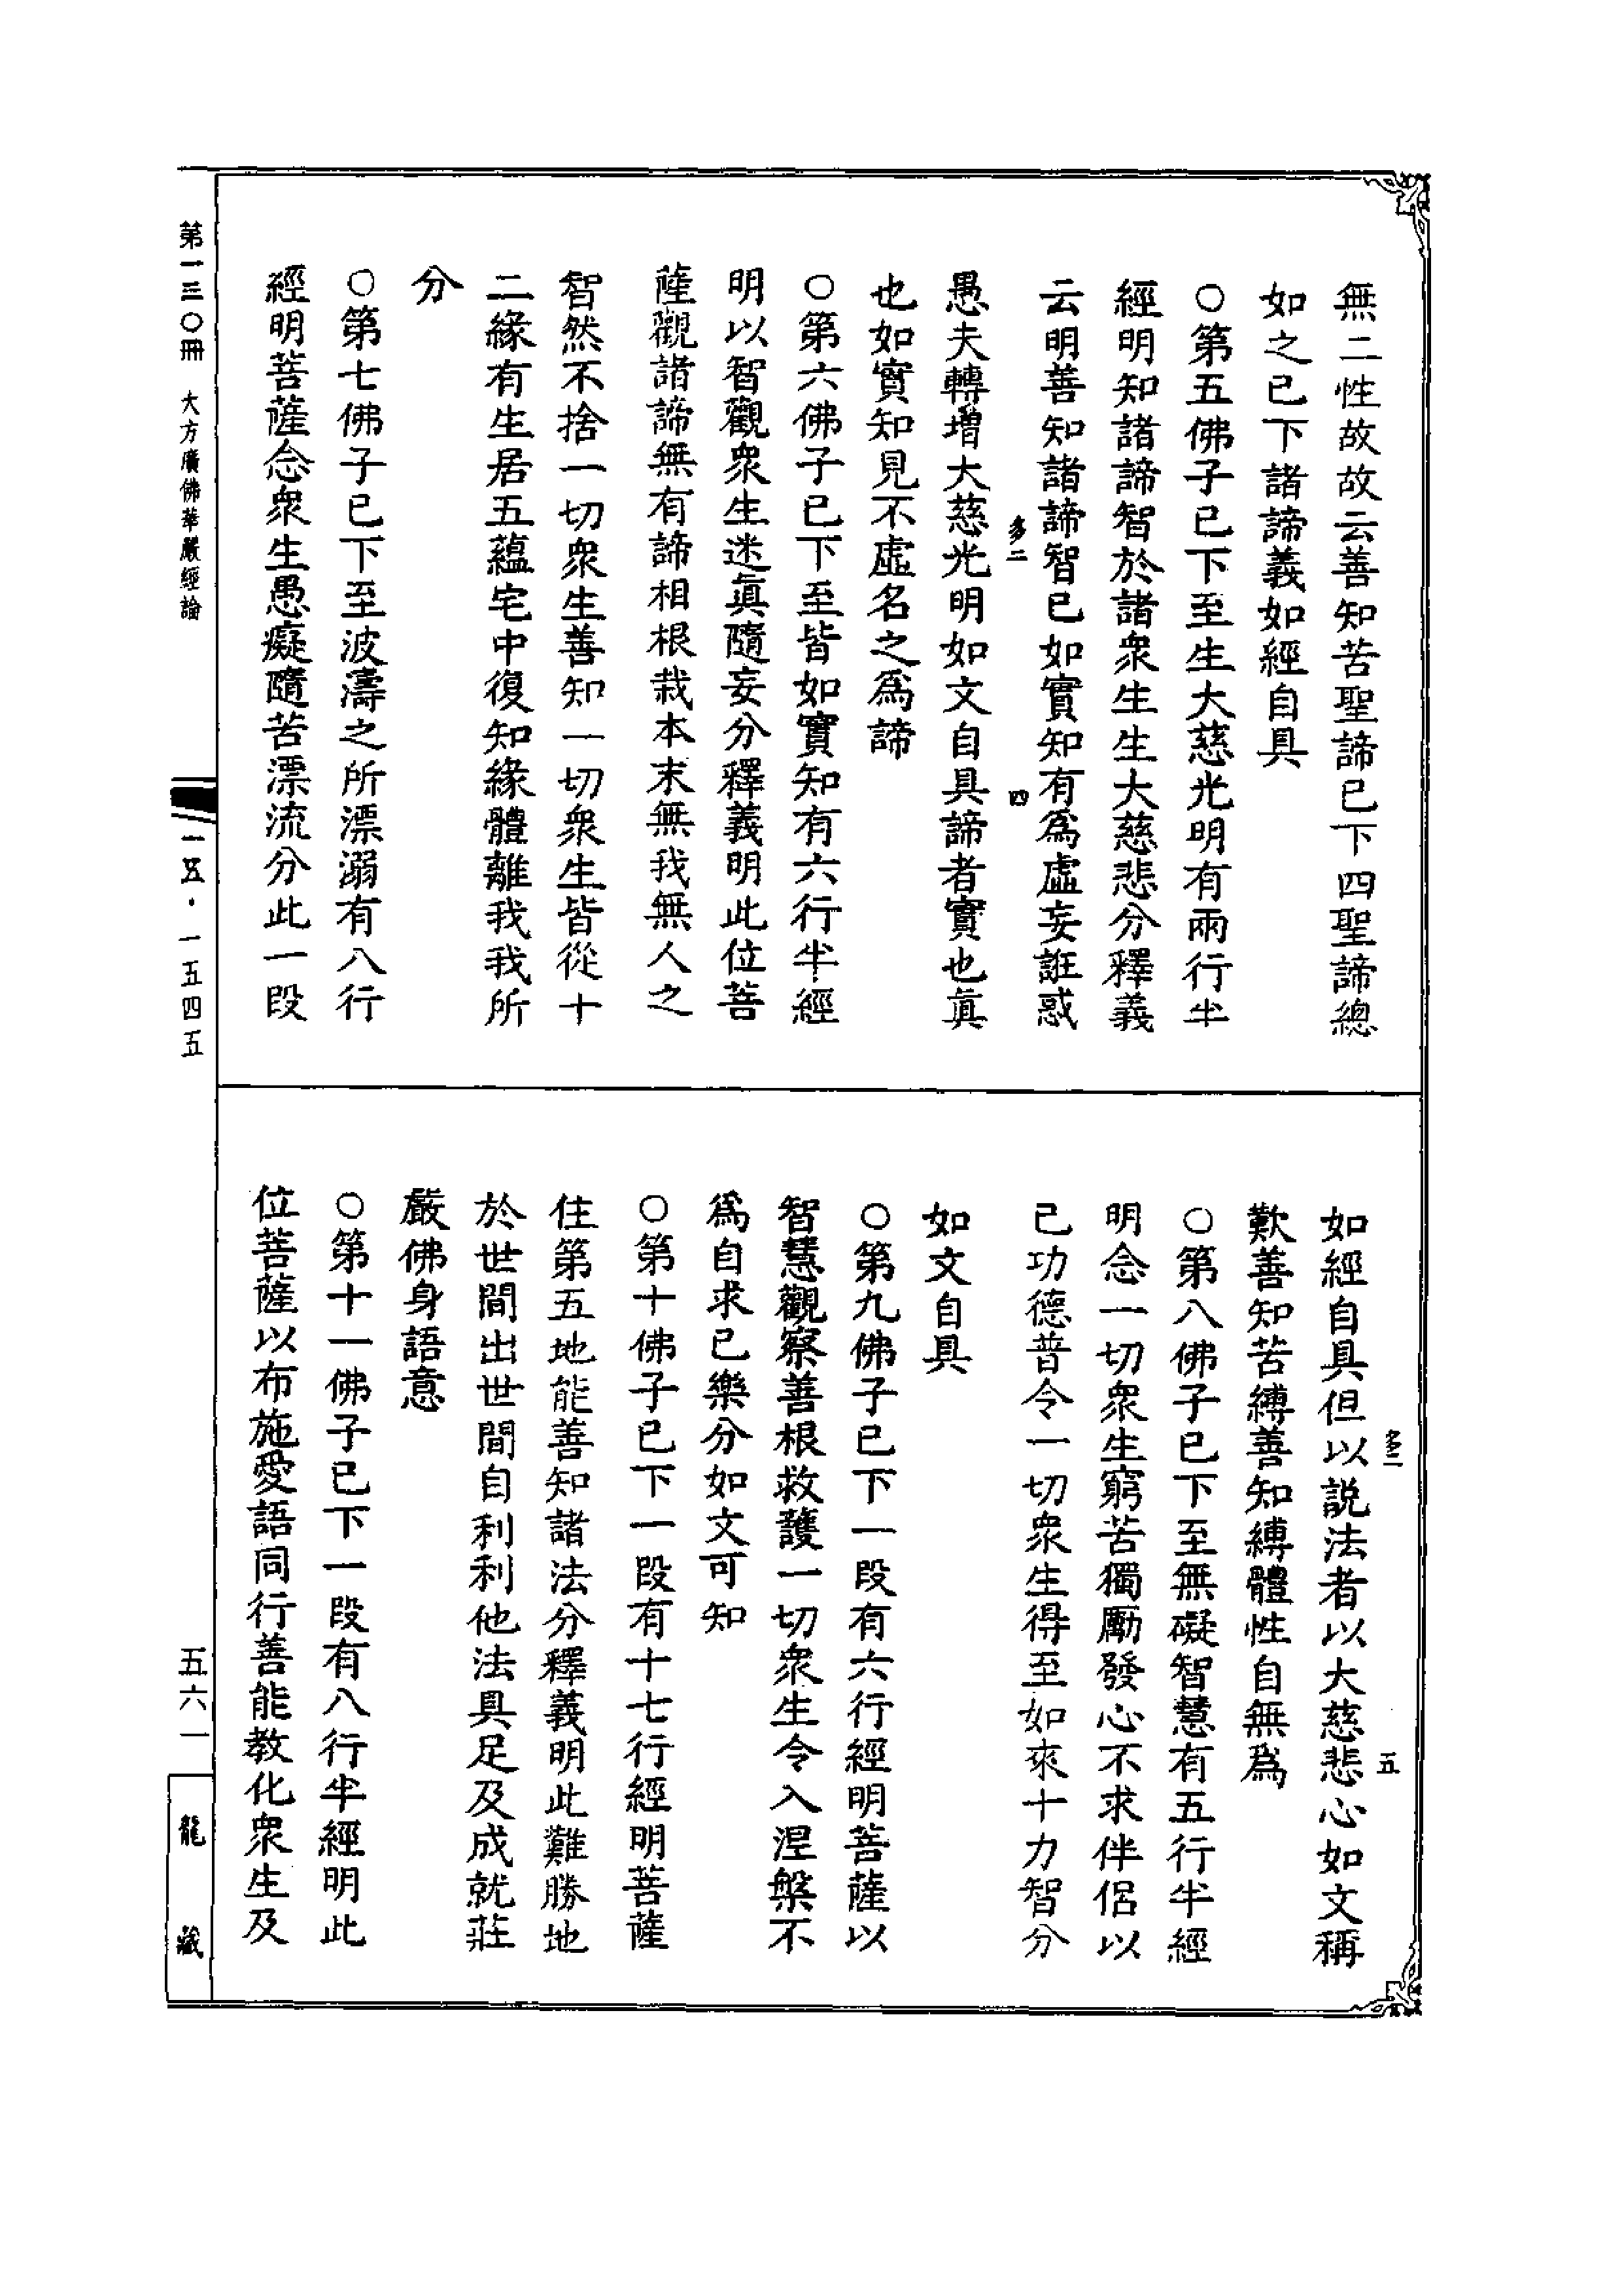 無二性故故云善知苦聖諦已下四聖諦總
如之已下諸諦義如經自具
○第五佛子已下至生大慈光明有兩行半
經明知諸諦智於諸衆生生大慈悲分釋義
云明善知諸諦智已如實知有爲虛妄誑惑
多二
四
愚夫轉增大慈光明如文自具諦者實也眞
也如實知見不虛名之爲諦
○第六佛子已下至皆如實知有六行半經
明以智觀衆生迷眞隨妄分釋義明此位菩
薩觀諸諦無有諦相根栽本末無我無人之
智然不捨一切衆生善知一切衆生皆從十
二緣有生居五蘊宅中復知緣體離我我所
分
○第七佛子已下至波濤之所漂溺有八行
經明菩薩念衆生愚癡隨苦漂流分此一段
多二
五
如經自具但以說法者以大慈悲心如文稱
歎善知苦縛善知縛體性自無爲
○第八佛子已下至無礙智慧有五行半經
明念一切衆生窮苦獨勵發心不求伴侶以
己功德普令一切衆生得至如來十力智分
如文自具
○第九佛子已下一段有六行經明菩薩以
智慧觀察善根救護一切衆生令入涅槃不
爲自求已樂分如文可知
○第十佛子已下一段有十七行經明菩薩
住第五地能善知諸法分釋義明此難勝地
於世間出世間自利利他法具足及成就莊
嚴佛身語意
○第十一佛子已下一段有八行半經明此
位菩薩以布施愛語同行善能教化衆生及
第一三○冊 大方廣佛華嚴經論
一五·一五四五
五六一
龍藏